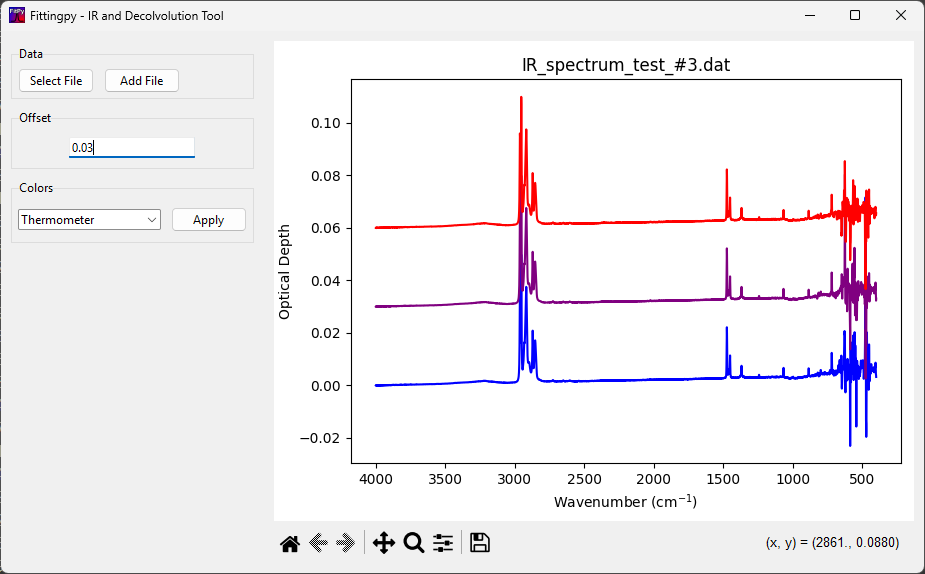 FitPy
Fittingpy - IR and Decolvolution Tool
Data
Select File
Add File
Offset
0.03
Colors
Thermometer
Apply
IR_spectrum_test_#3.dat
Optical Depth
0.10
0.08
0.06
0.04
0.02
0.00
−0.02
4000
3500
3000
2500
2000
1500
1000
500
Wavenumber (cm⁻¹)
(x, y) = (2861., 0.0880)